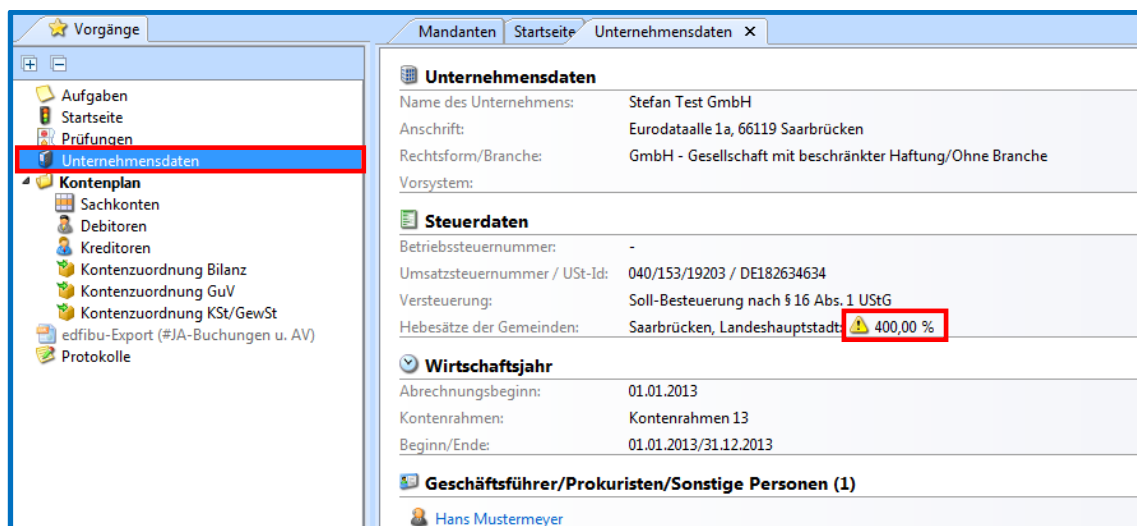 Vorgänge
Aufgaben
Startseite
Prüfungen
Unternehmensdaten
Kontenplan
Sachkonten
Debitoren
Kreditoren
Kontenzuordnung Bilanz
Kontenzuordnung GuV
Kontenzuordnung KSt/GewSt
edfibu-Export (#JA-Buchungen u. AV)
Protokolle
Mandanten Startseite Unternehmensdaten X
Unternehmensdaten
Name des Unternehmens: Stefan Test GmbH
Anschrift: Eurodataalle 1a, 66119 Saarbrücken
Rechtsform/Branche: GmbH - Gesellschaft mit beschränkter Haftung/Ohne Branche
Vorsystem:
Steuerdaten
Betriebssteuernummer: -
Umsatzsteuernummer / USt-Id: 040/153/19203 / DE182634634
Versteuerung: Soll-Besteuerung nach § 16 Abs. 1 UStG
Hebesätze der Gemeinden: Saarbrücken, Landeshauptstadt: 400,00 %
Wirtschaftsjahr
Abrechnungsbeginn: 01.01.2013
Kontenrahmen: Kontenrahmen 13
Beginn/Ende: 01.01.2013/31.12.2013
Geschäftsführer/Prokuristen/Sonstige Personen (1)
Hans Mustermeyer